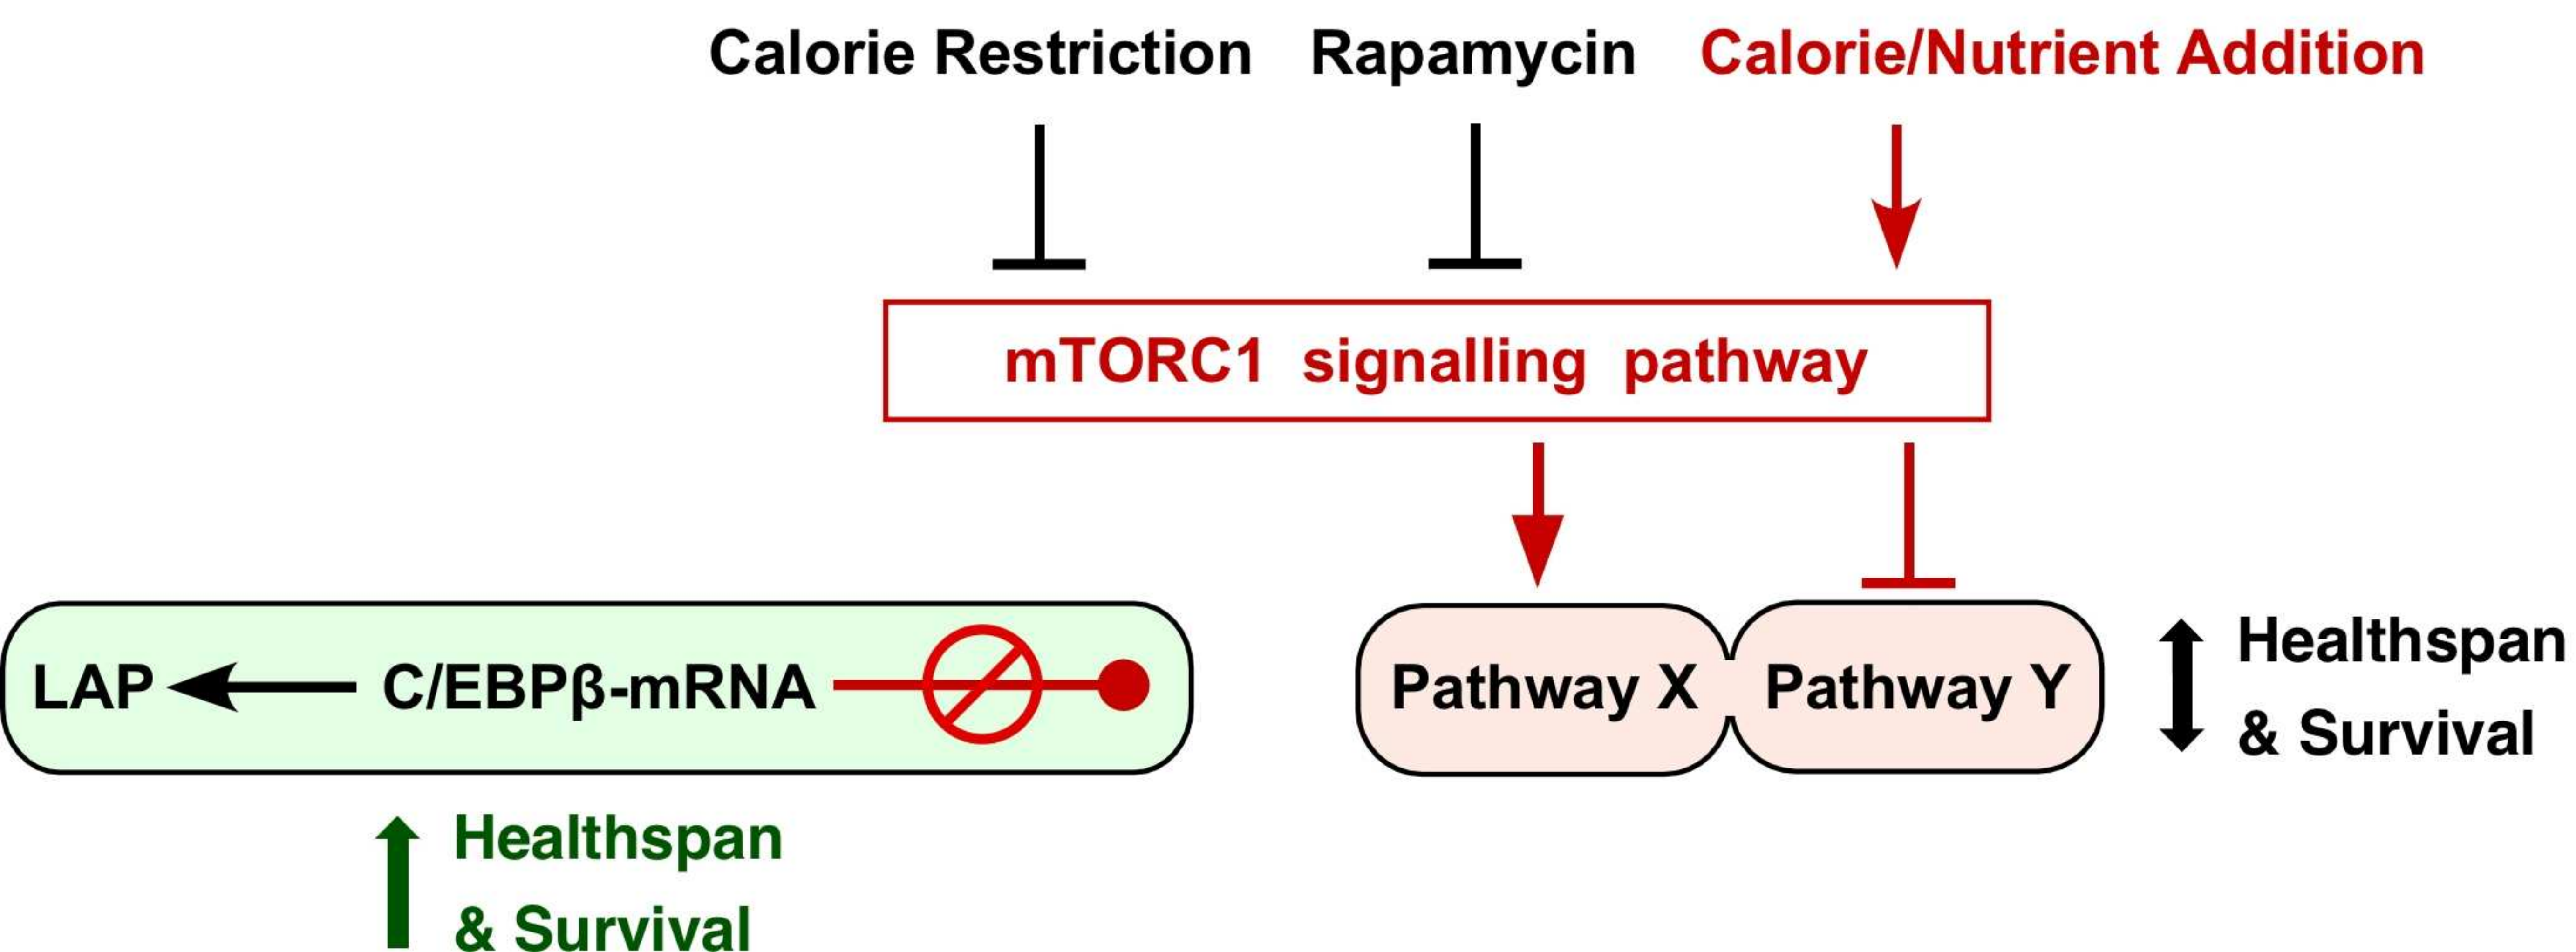 Calorie Restriction Rapamycin Calorie/Nutrient Addition
mTORC1 signalling pathway
LAP C/EBPβ-mRNA Pathway X Pathway Y
Healthspan
& Survival
Healthspan
& Survival